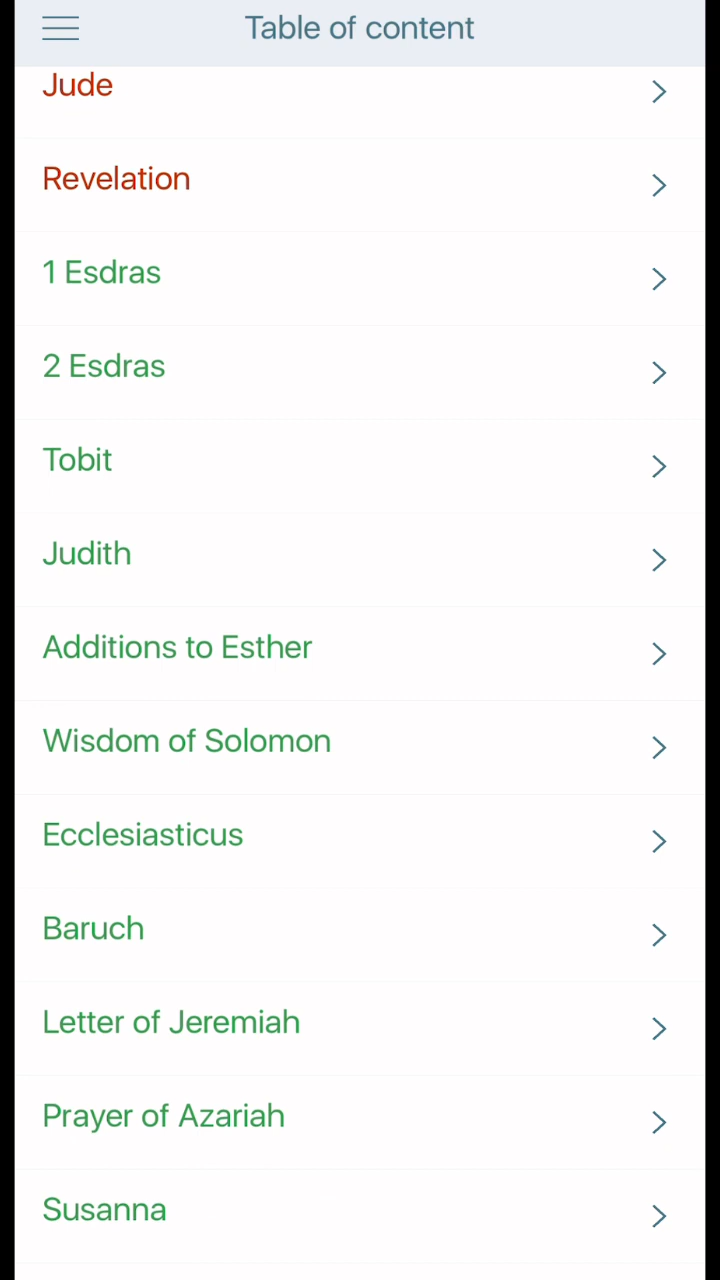 Table of content
Jude
Revelation
1 Esdras
2 Esdras
Tobit
Judith
Additions to Esther
Wisdom of Solomon
Ecclesiasticus
Baruch
Letter of Jeremiah
Prayer of Azariah
Susanna